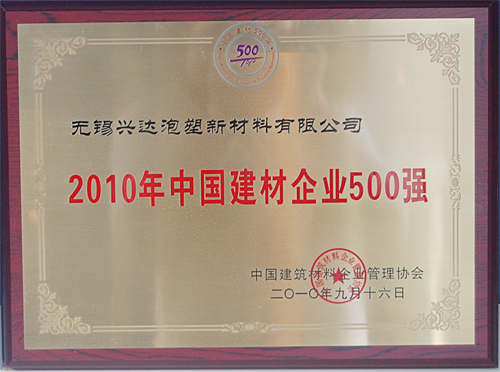 500
无锡兴达泡塑新材料有限公司
2010年中国建材企业500强
中国建筑材料企业管理协会
二〇一〇年九月十六日